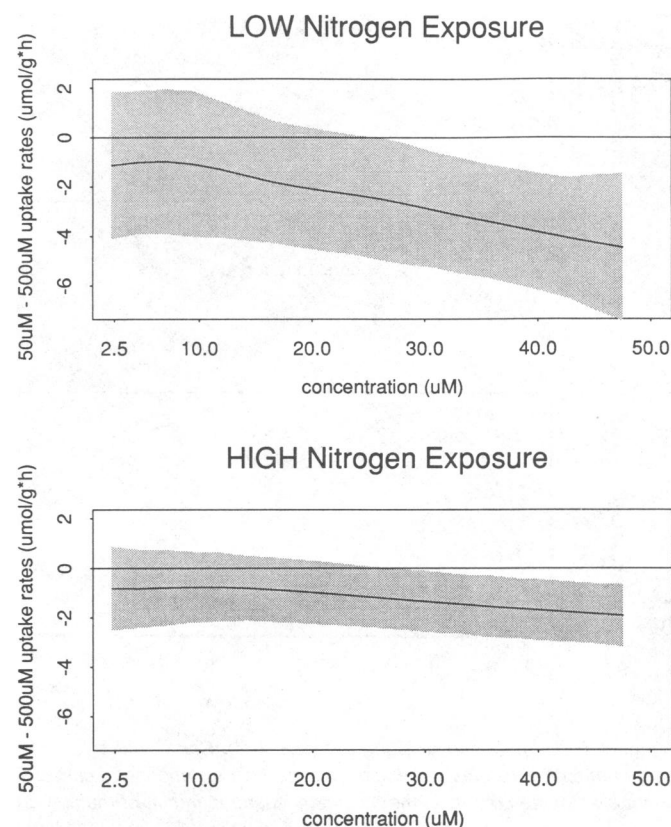 LOW Nitrogen Exposure
50uM - 500uM uptake rates (umol/g*h)
2
0
-2
-4
-6
2.5 10.0 20.0 30.0 40.0 50.0
concentration (uM)
HIGH Nitrogen Exposure
50uM - 500uM uptake rates (umol/g*h)
2
0
-2
-4
-6
2.5 10.0 20.0 30.0 40.0 50.0
concentration (uM)